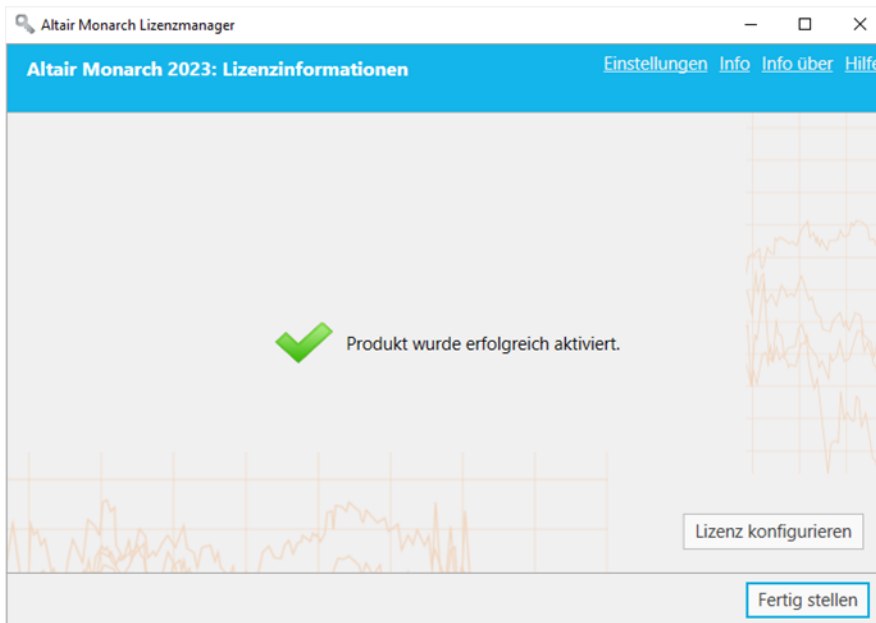 Altair Monarch Lizenzmanager
Altair Monarch 2023: Lizenzinformationen
Einstellungen Info Info über Hilfe
Produkt wurde erfolgreich aktiviert.
Lizenz konfigurieren
Fertig stellen